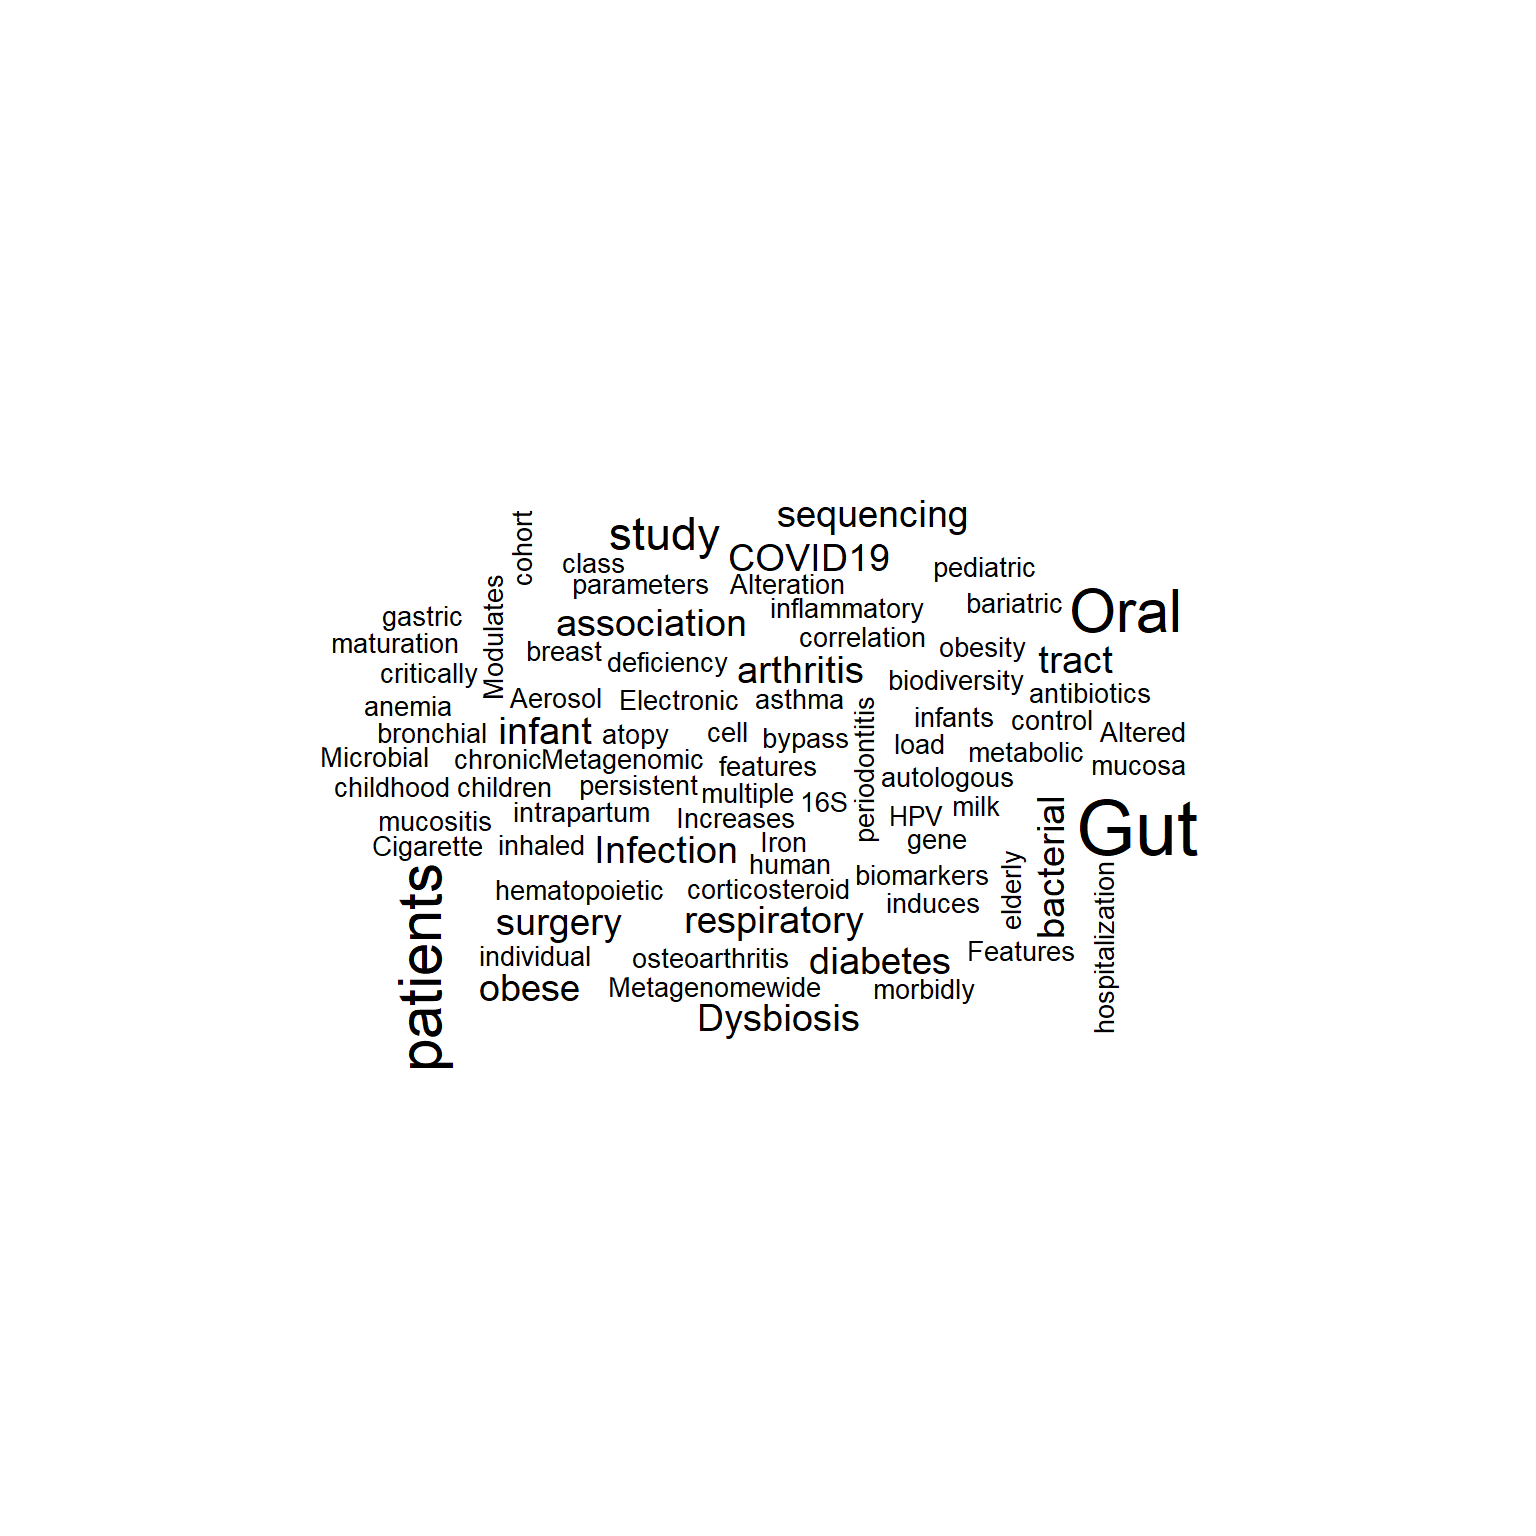 sequencing
cohort
study
COVID19
class
pediatric
parameters
Alteration
Modulates
gastric
inflammatory
bariatric
Oral
association
maturation
correlation
breast
obesity
deficiency
tract
critically
arthritis
biodiversity
antibiotics
Aerosol
Electronic
asthma
anemia
periodontitis
infants
control
bronchial
infant
atopy
cell
bypass
Altered
load
metabolic
Microbial
chronic
Metagenomic
features
mucosa
autologous
childhood
children
persistent
multiple
16S
milk
intrapartum
HPV
mucositis
Increases
Gut
bacterial
Cigarette
inhaled
Infection
Iron
gene
human
biomarkers
elderly
patients
hematopoietic
corticosteroid
induces
hospitalization
surgery
respiratory
individual
osteoarthritis
diabetes
Features
obese
Metagenomewide
morbidly
Dysbiosis